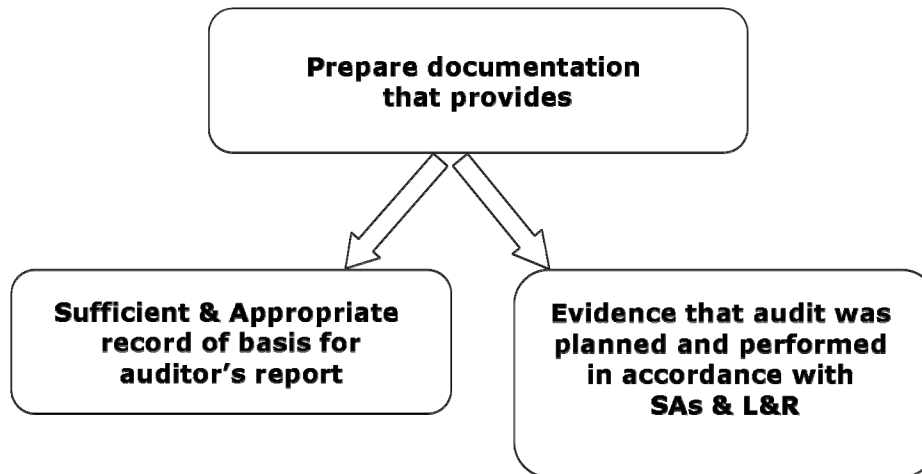 Prepare documentation
that provides
Sufficient & Appropriate
record of basis for
auditor’s report
Evidence that audit was
planned and performed
in accordance with
SAs & L&R